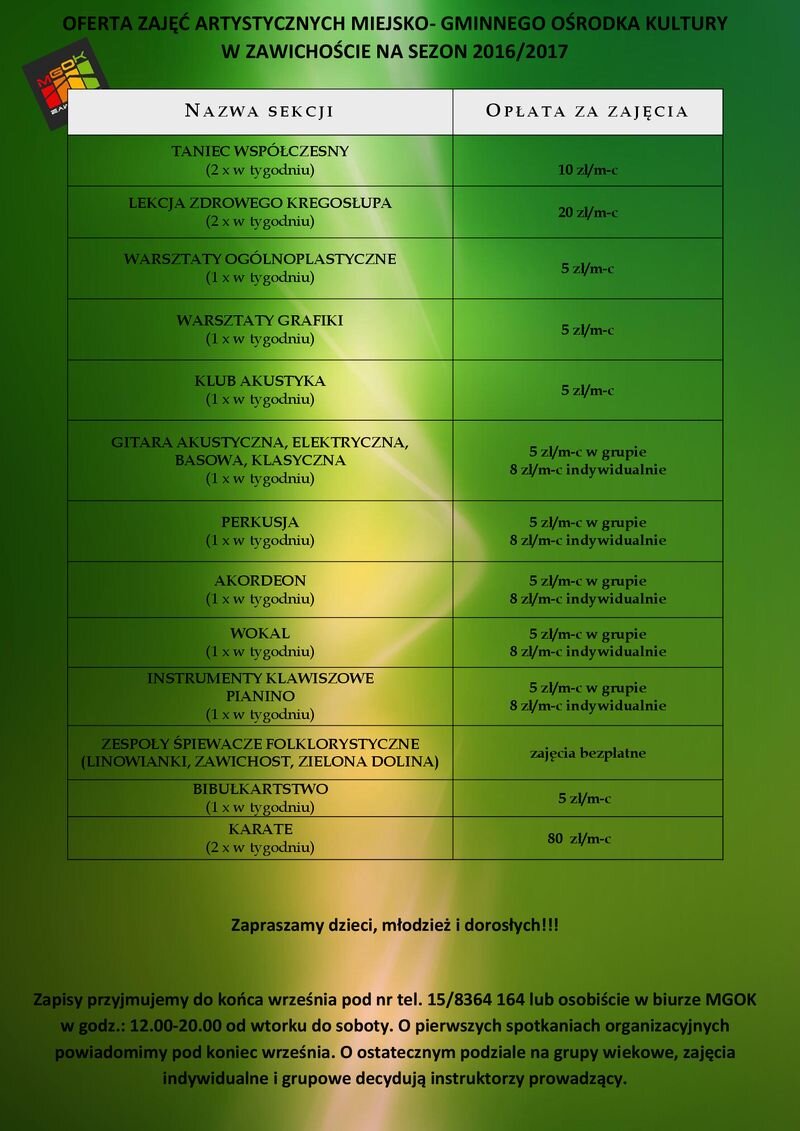 OFERTA ZAJĘĆ ARTYSTYCZNYCH MIEJSKO- GMINNEGO OŚRODKA KULTURY
W ZAWICHOŚCIE NA SEZON 2016/2017
MGOK
NAZWA SEKCJI
OPŁATA ZA ZAJĘCIA
TANIEC WSPÓŁCZESNY
(2 x w tygodniu)
10 zł/m-c
LEKCJA ZDROWEGO KREGOSŁUPA
(2 x w tygodniu)
20 zł/m-c
WARSZTATY OGÓLNOPLASTYCZNE
(1 x w tygodniu)
5 zł/m-c
WARSZTATY GRAFIKI
(1 x w tygodniu)
5 zł/m-c
KLUB AKUSTYKA
(1 x w tygodniu)
5 zł/m-c
GITARA AKUSTYCZNA, ELEKTRYCZNA,
BASOWA, KLASYCZNA
(1 x w tygodniu)
5 zł/m-c w grupie
8 zł/m-c indywidualnie
PERKUSJA
(1 x w tygodniu)
5 zł/m-c w grupie
8 zł/m-c indywidualnie
AKORDEON
(1 x w tygodniu)
5 zł/m-c w grupie
8 zł/m-c indywidualnie
WOKAL
(1 x w tygodniu)
5 zł/m-c w grupie
8 zł/m-c indywidualnie
INSTRUMENTY KLAWISZOWE
PIANINO
(1 x w tygodniu)
5 zł/m-c w grupie
8 zł/m-c indywidualnie
ZESPOŁY ŚPIEWACZE FOLKLORYSTYCZNE
(LINOWIANKI, ZAWICHOST, ZIELONA DOLINA)
zajęcia bezpłatne
BIBUŁKARTSTWO
(1 x w tygodniu)
5 zł/m-c
KARATE
(2 x w tygodniu)
80 zł/m-c
Zapraszamy dzieci, młodzież i dorosłych!!!
Zapisy przyjmujemy do końca września pod nr tel. 15/8364 164 lub osobiście w biurze MGOK
w godz.: 12.00-20.00 od wtorku do soboty. O pierwszych spotkaniach organizacyjnych
powiadomimy pod koniec września. O ostatecznym podziale na grupy wiekowe, zajęcia
indywidualne i grupowe decydują instruktorzy prowadzący.